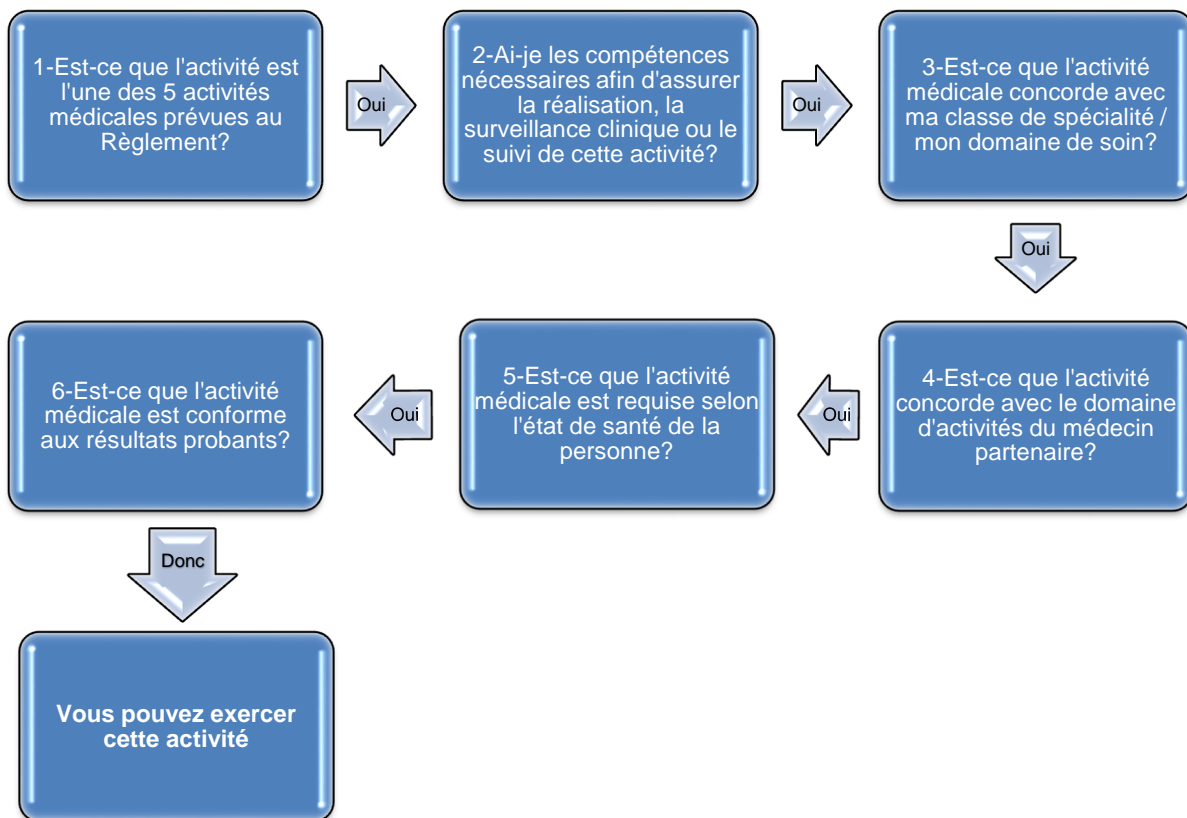 1-Est-ce que l'activité est
l'une des 5 activités
médicales prévues au
Règlement?
Oui
2-Ai-je les compétences
nécessaires afin d'assurer
la réalisation, la
surveillance clinique ou le
suivi de cette activité?
Oui
3-Est-ce que l'activité
médicale concorde avec
ma classe de spécialité /
mon domaine de soin?
Oui
4-Est-ce que l'activité
concorde avec le domaine
d'activités du médecin
partenaire?
Oui
5-Est-ce que l'activité
médicale est requise selon
l'état de santé de la
personne?
Oui
6-Est-ce que l'activité
médicale est conforme
aux résultats probants?
Donc
Vous pouvez exercer
cette activité